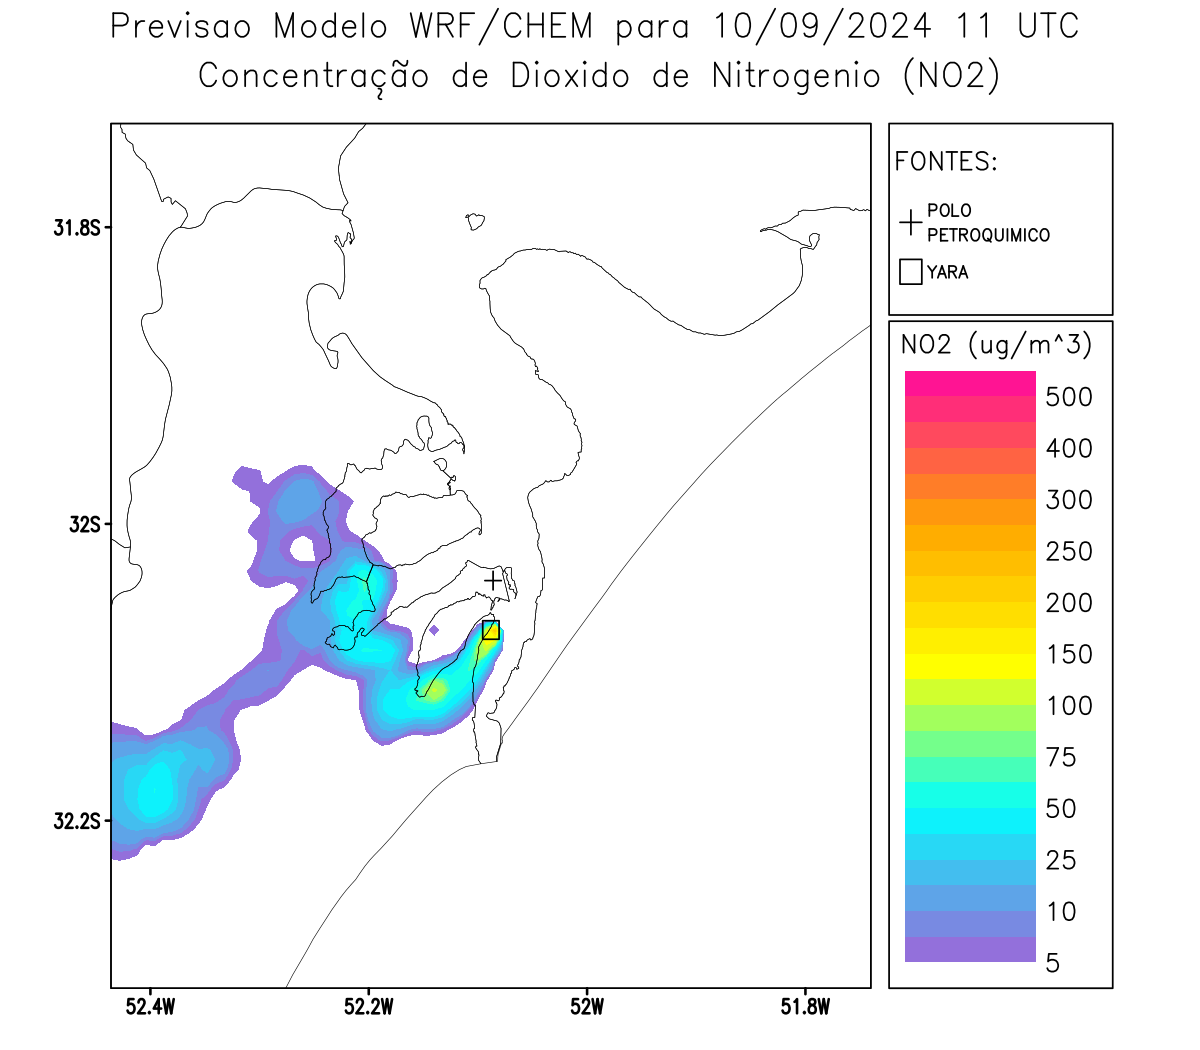 Previsao Modelo WRF/CHEM para 10/09/2024 11 UTC
Concentração de Dioxido de Nitrogenio (NO2)
FONTES:
POLO
PETROQUIMICO
YARA
NO2 (ug/m^3)
500
400
300
250
200
150
100
75
50
25
10
5
31.8S
32S
32.2S
52.4W
52.2W
52W
51.8W